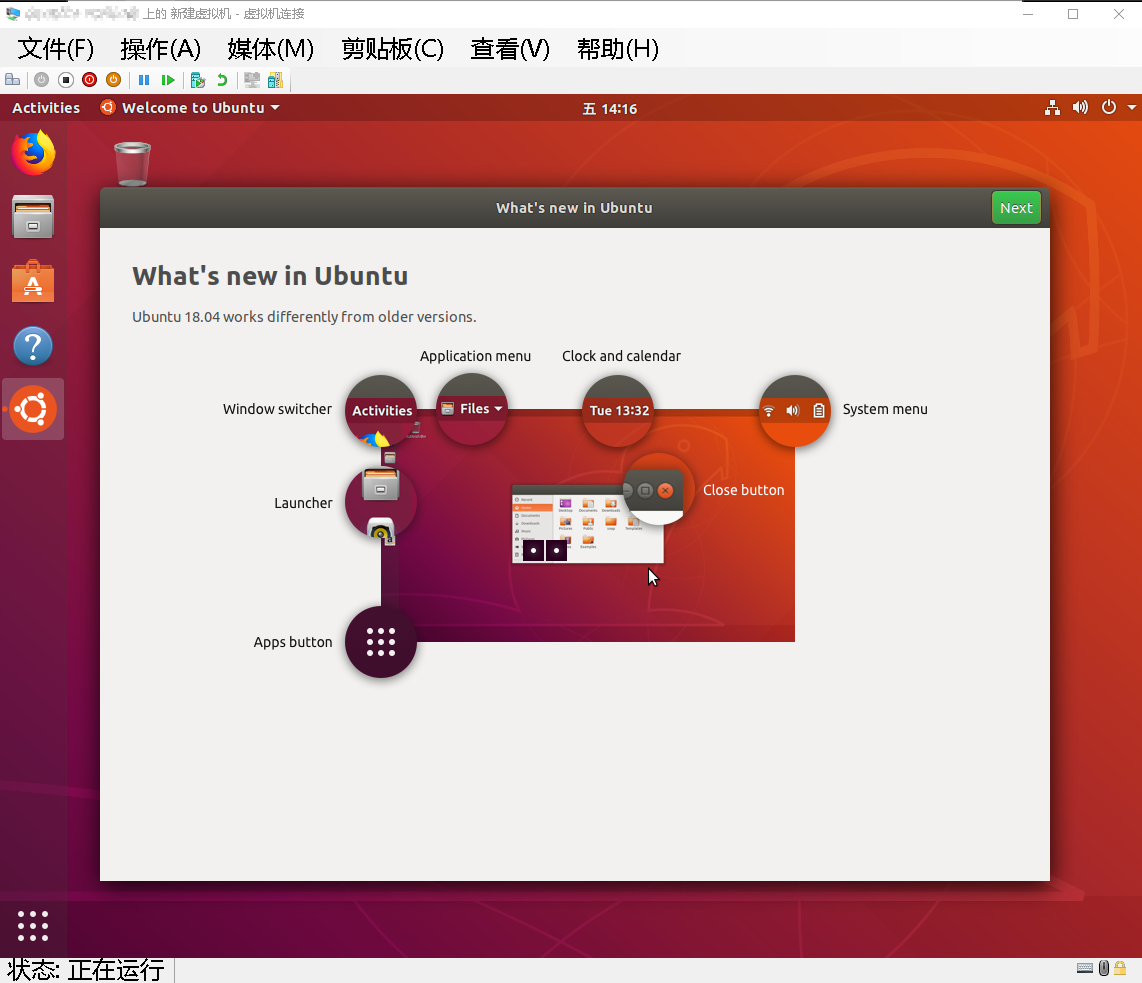 上的 新建虚拟机 - 虚拟机连接
文件(F) 操作(A) 媒体(M) 剪贴板(C) 查看(V) 帮助(H)
Activities Welcome to Ubuntu 五 14:16
What's new in Ubuntu Next
What's new in Ubuntu
Ubuntu 18.04 works differently from older versions.
Application menu Clock and calendar
Window switcher Activities Files Tue 13:32 System menu
Launcher Close button
Apps button
状态: 正在运行